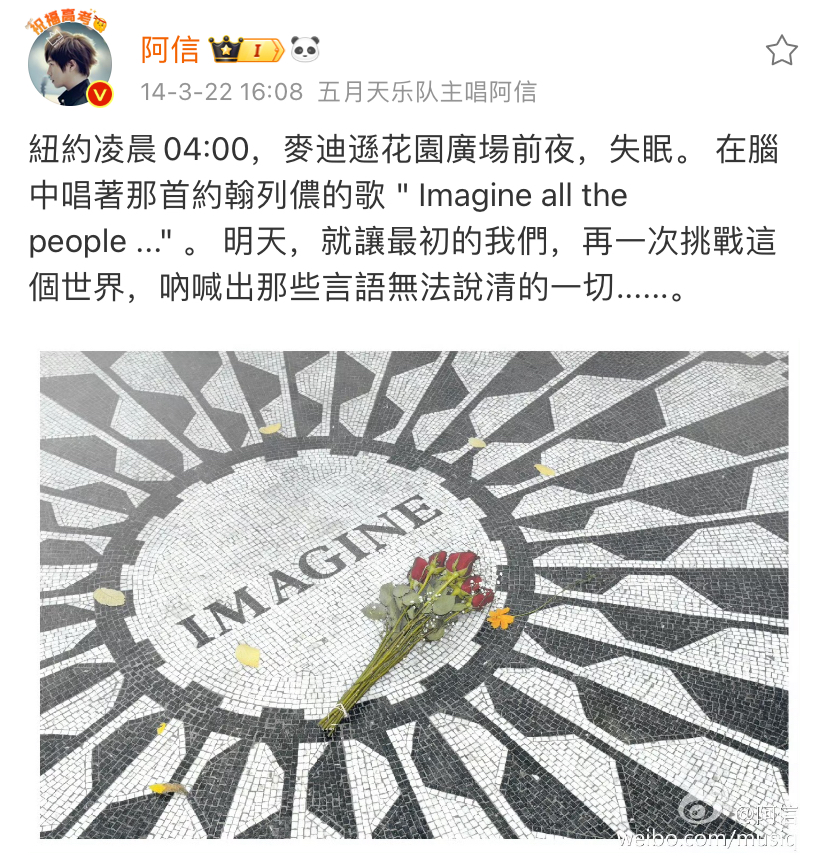 祝福高考
阿信 I
14-3-22 16:08 五月天乐队主唱阿信
紐約凌晨04:00，麥迪遜花園廣場前夜，失眠。 在腦
中唱著那首約翰列儂的歌 " Imagine all the
people ..." 。 明天，就讓最初的我們，再一次挑戰這
個世界，吶喊出那些言語無法說清的一切......。
IMAGINE
@阿信
weibo.com/music